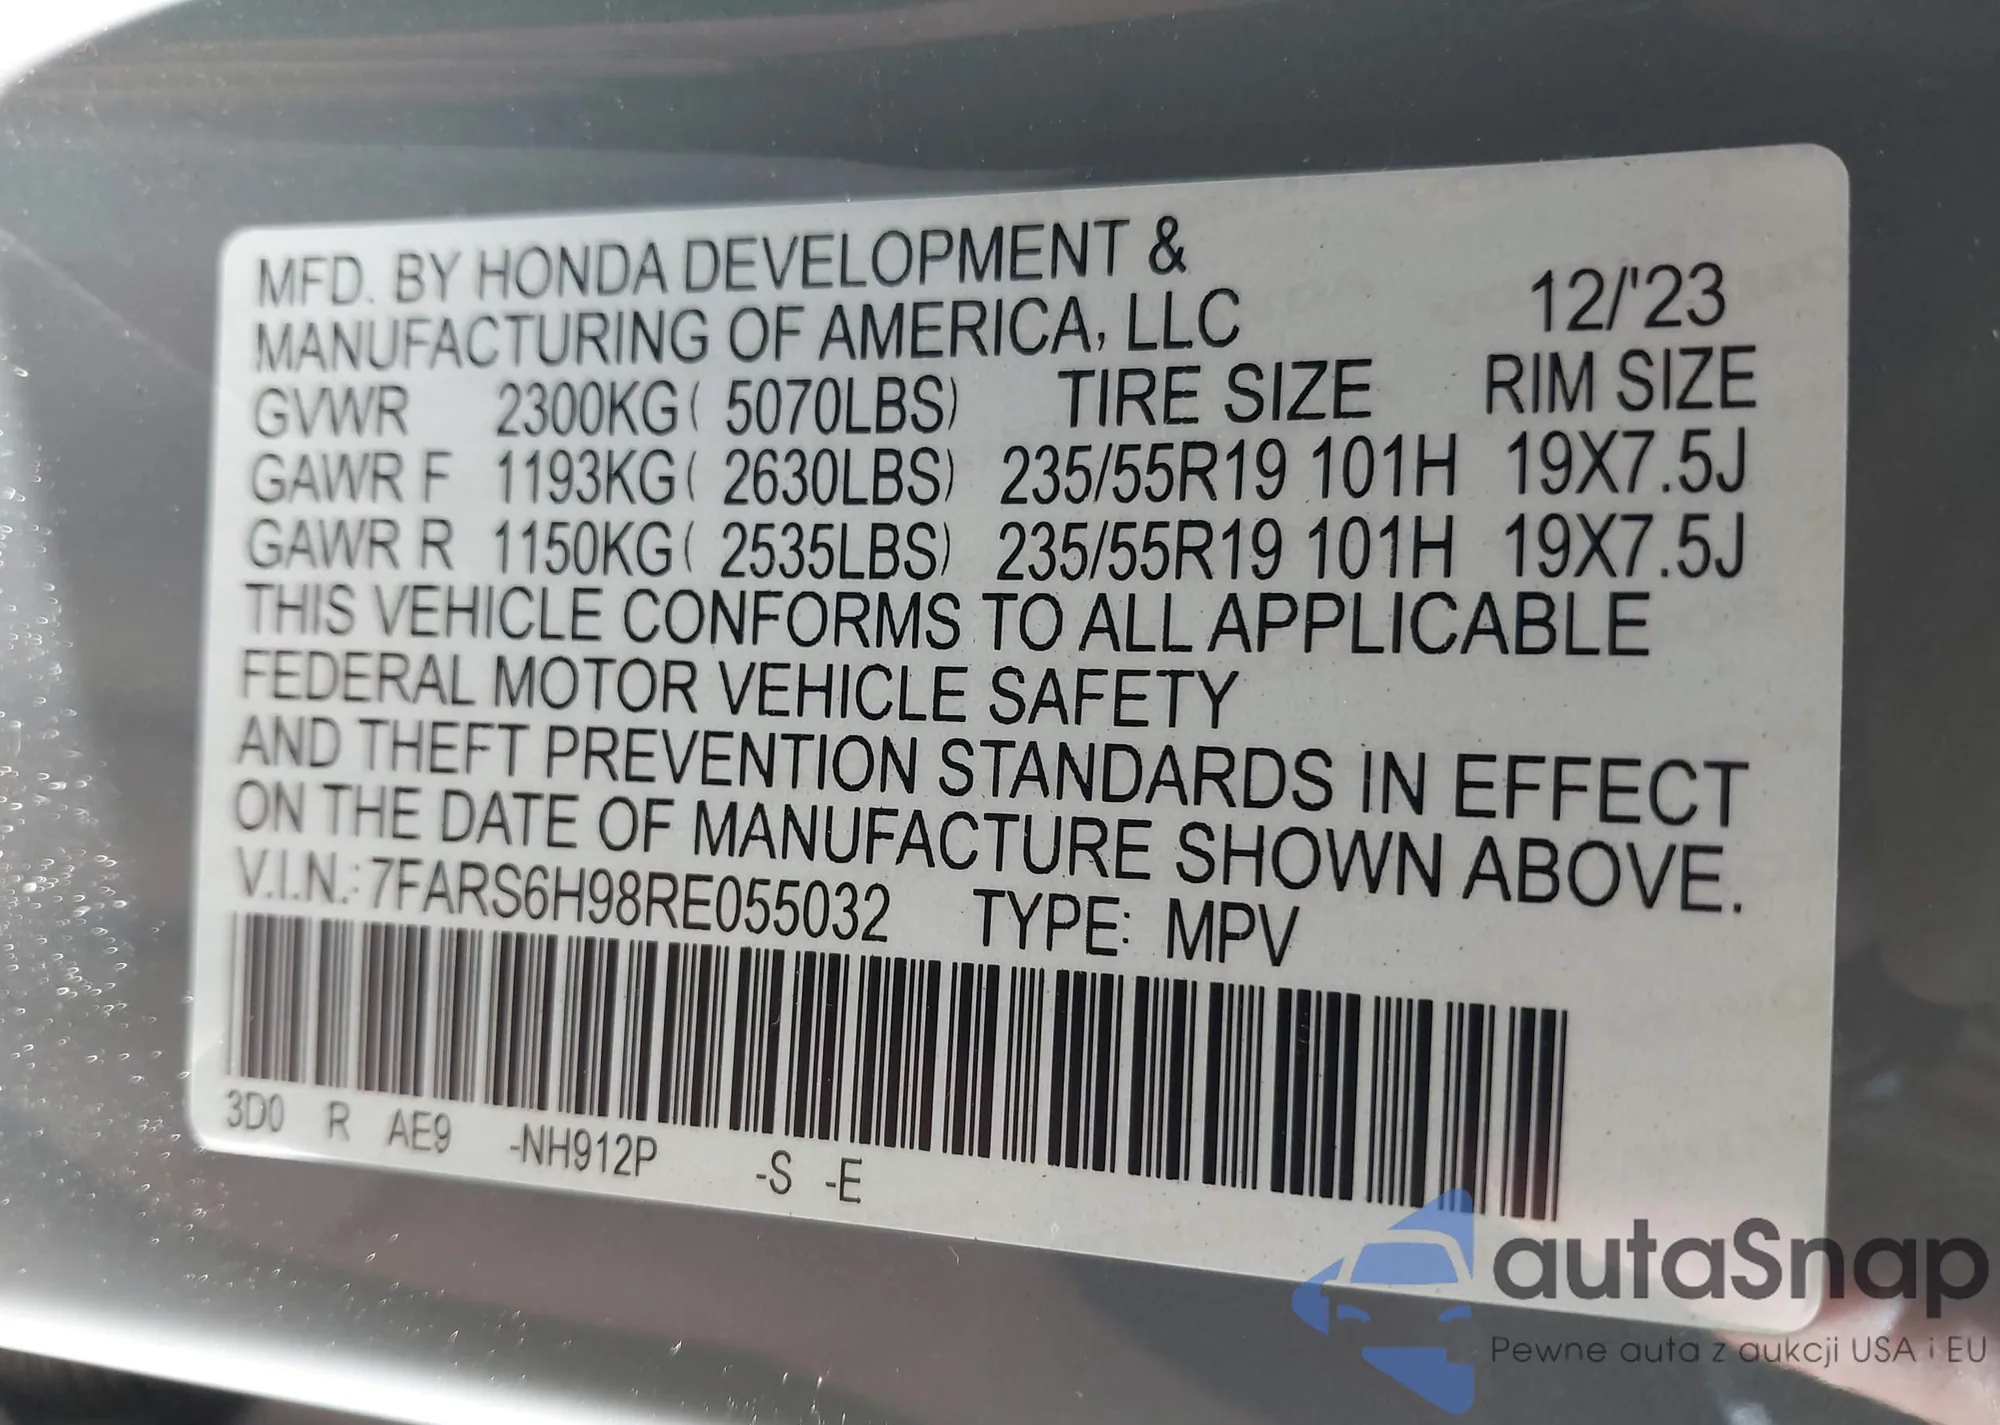 MFD. BY HONDA DEVELOPMENT &
MANUFACTURING OF AMERICA, LLC 12/'23
GVWR 2300KG( 5070LBS) TIRE SIZE RIM SIZE
GAWR F 1193KG( 2630LBS) 235/55R19 101H 19X7.5J
GAWR R 1150KG( 2535LBS) 235/55R19 101H 19X7.5J
THIS VEHICLE CONFORMS TO ALL APPLICABLE
FEDERAL MOTOR VEHICLE SAFETY
AND THEFT PREVENTION STANDARDS IN EFFECT
ON THE DATE OF MANUFACTURE SHOWN ABOVE.
V.I.N.: 7FARS6H98RE055032 TYPE: MPV
3D0 R AE9 -NH912P -S -E
autaSnap
Pewne auta z aukcji USA i EU